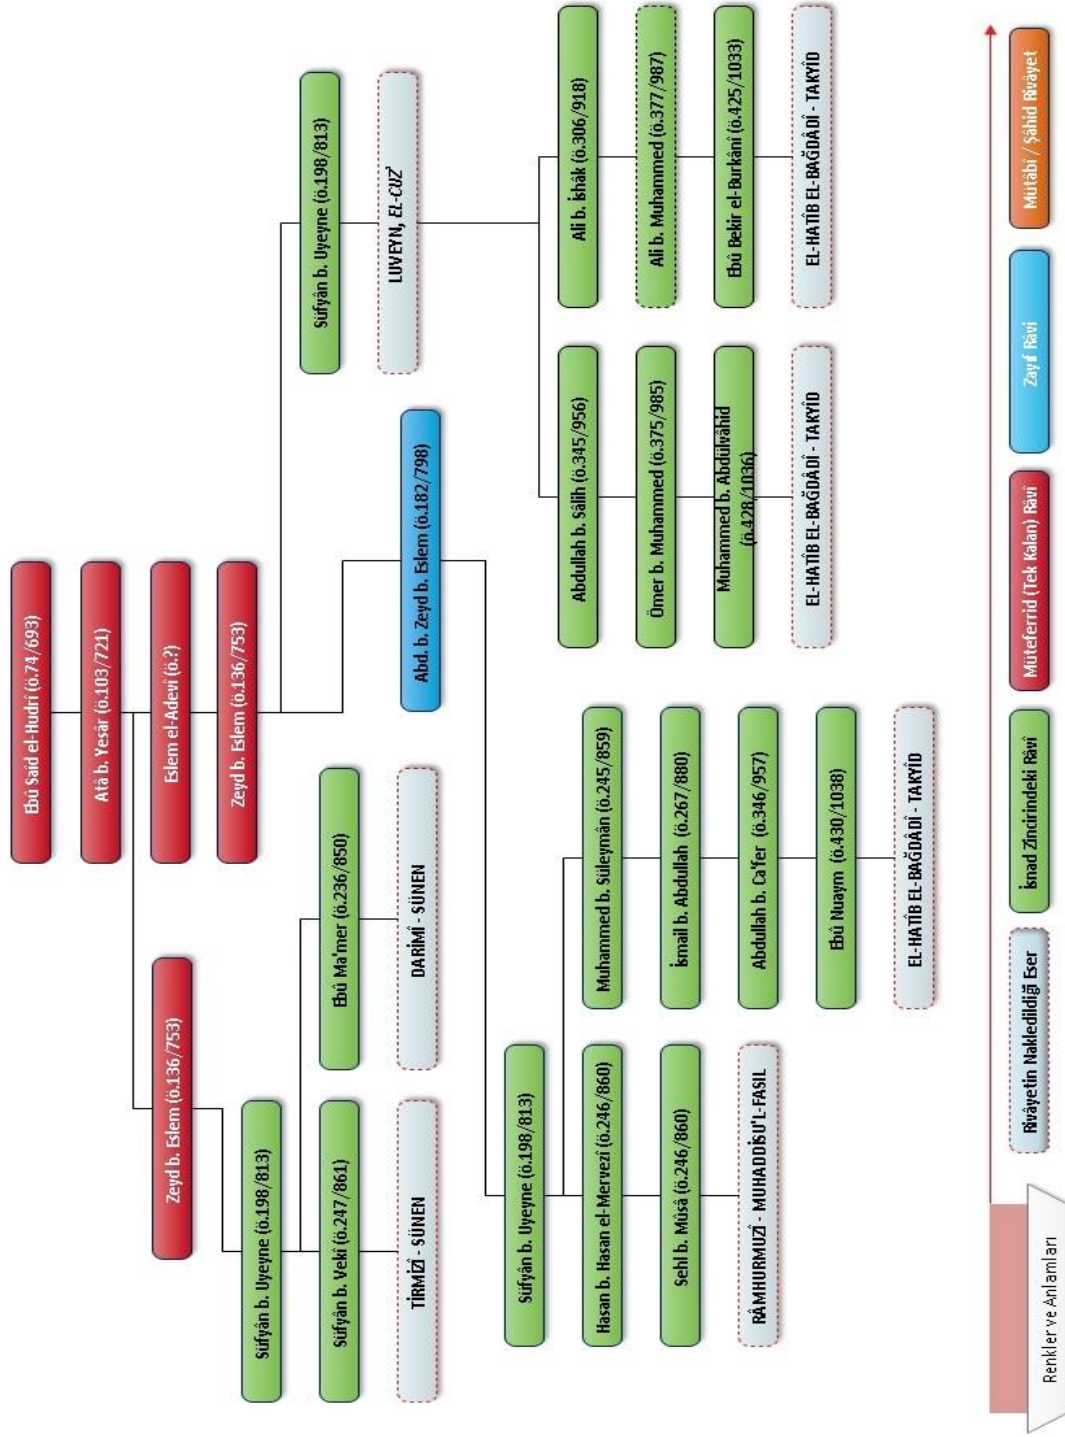 Ebû Saîd el-Hudrî (ö.74/693)
Atâ b. Yesâr (ö.103/721)
Zeyd b. Eslem (ö.136/753)
Eslem el-Adevî (ö.?)
Zeyd b. Eslem (ö.136/753)
Süfyân b. Uyeyne (ö.198/813)
Süfyân b. Vekî (ö.247/861)
TİRMİZÎ - SÜNEN
Ebû Ma'mer (ö.236/850)
DARİMÎ - SÜNEN
Abd. b. Zeyd b. Eslem (ö.182/798)
Süfyân b. Uyeyne (ö.198/813)
Hasan b. Hasan el-Mervezî (ö.246/860)
Sehl b. Mûsâ (ö.246/860)
RÂMHURMUZÎ - MUHADDİSU'L-FASIL
Muhammed b. Süleymân (ö.245/859)
İsmail b. Abdullah (ö.267/880)
Abdullah b. Ca'fer (ö.346/957)
Ebû Nuaym (ö.430/1038)
EL-HATÎB EL-BAĞDÂDÎ - TAKYÎD
Süfyân b. Uyeyne (ö.198/813)
LUVEYN, EL-CUZ'
Abdullah b. Sâlih (ö.345/956)
Ömer b. Muhammed (ö.375/985)
Muhammed b. Abdülvâhid
(ö.428/1036)
EL-HATÎB EL-BAĞDÂDÎ - TAKYÎD
Ali b. İshâk (ö.306/918)
Ali b. Muhammed (ö.377/987)
Ebû Bekir el-Burkânî (ö.425/1033)
EL-HATÎB EL-BAĞDÂDÎ - TAKYÎD
Renkler ve Anlamları
Rivâyetin Nakledildiği Eser
İsnad Zincirindeki Râvî
Müteferrid (Tek Kalan) Râvî
Zayıf Râvi
Mütâbî / Şâhid Rivâyet